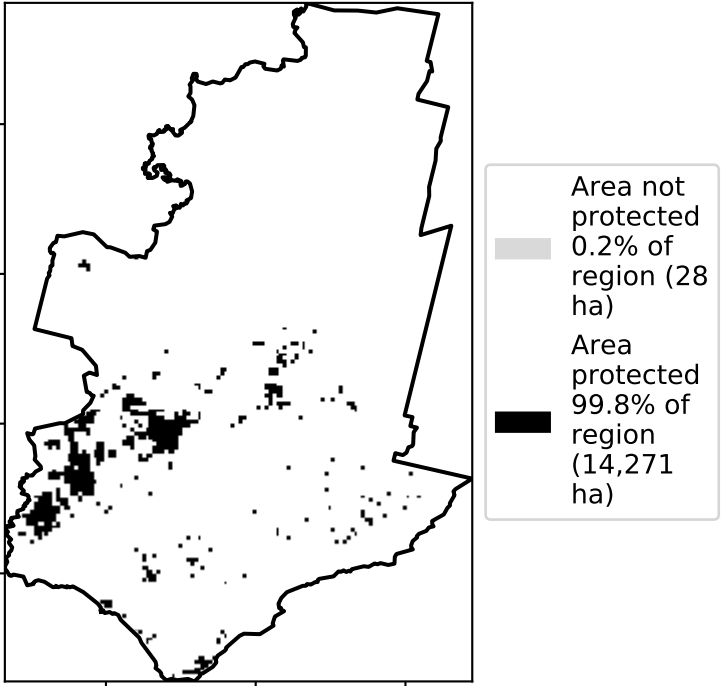 Area not
protected
0.2% of
region (28
ha)
Area
protected
99.8% of
region
(14,271
ha)